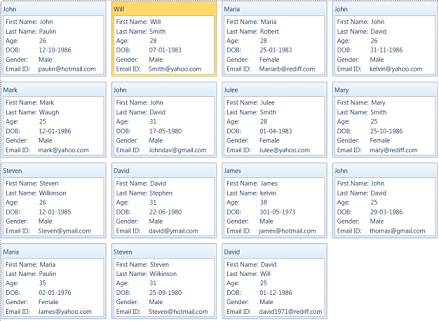 John
First Name: John
Last Name: Paulin
Age: 26
DOB: 12-10-1986
Gender: Male
Email ID: paulin@hotmail.com
Will
First Name: Will
Last Name: Smith
Age: 28
DOB: 07-01-1983
Gender: Male
Email ID: Smith@yahoo.com
Maria
First Name: Maria
Last Name: Robert
Age: 28
DOB: 25-01-1983
Gender: Female
Email ID: Mariarb@rediff.com
John
First Name: John
Last Name: David
Age: 26
DOB: 31-11-1986
Gender: Male
Email ID: kelvin@yahoo.com
Mark
First Name: Mark
Last Name: Waugh
Age: 25
DOB: 12-01-1986
Gender: Male
Email ID: mark@yahoo.com
John
First Name: John
Last Name: David
Age: 31
DOB: 17-05-1980
Gender: Male
Email ID: Johndav@gmail.com
Julee
First Name: Julee
Last Name: Smith
Age: 28
DOB: 01-04-1983
Gender: Female
Email ID: Julee@yahoo.com
Mary
First Name: Mary
Last Name: Smith
Age: 25
DOB: 25-10-1986
Gender: Female
Email ID: mary@rediff.com
Steven
First Name: Steven
Last Name: Wilkinson
Age: 26
DOB: 12-01-1985
Gender: Male
Email ID: Steven@ymail.com
David
First Name: David
Last Name: Stephen
Age: 31
DOB: 22-06-1980
Gender: Male
Email ID: david@ymail.com
James
First Name: James
Last Name: kelvin
Age: 38
DOB: 301-05-1973
Gender: Male
Email ID: james@hotmail.com
John
First Name: John
Last Name: David
Age: 25
DOB: 29-03-1986
Gender: Male
Email ID: thomas@gmail.com
Maria
First Name: Maria
Last Name: Paulin
Age: 35
DOB: 02-01-1976
Gender: Female
Email ID: James@yahoo.com
Steven
First Name: Steven
Last Name: Wilkinson
Age: 31
DOB: 25-09-1980
Gender: Male
Email ID: Steven@hotmail.com
David
First Name: David
Last Name: Will
Age: 25
DOB: 01-12-1986
Gender: Male
Email ID: david1971@rediff.com